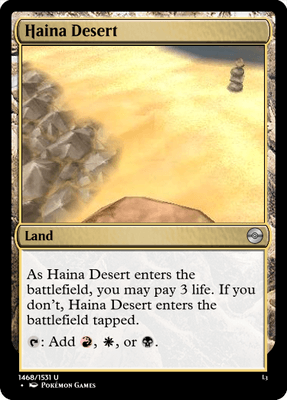 Haina Desert
Land
As Haina Desert enters the
battlefield, you may pay 3 life. If you
don't, Haina Desert enters the
battlefield tapped.
: Add , , or .
1468/1531 U
• Pokémon Games